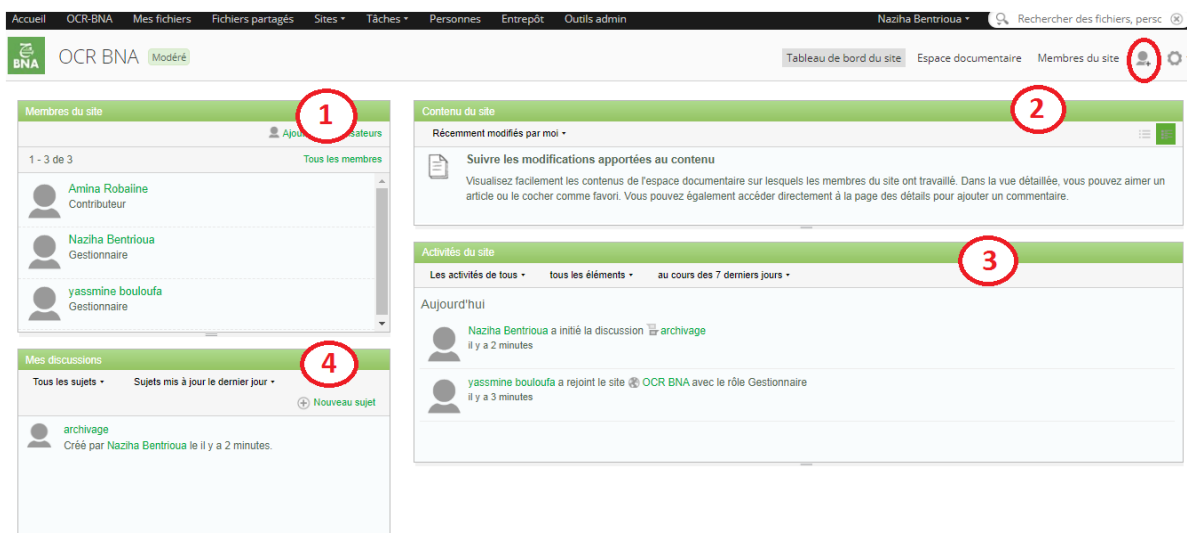 Accueil OCR-BNA Mes fichiers Fichiers partagés Sites Tâches Personnes Entrepôt Outils admin Naziha Bentrioua Rechercher des fichiers, persc
BNA OCR BNA Modéré Tableau de bord du site Espace documentaire Membres du site
Membres du site 1
Tous les membres
1 - 3 de 3
Amina Robaiine
Contributeur
Naziha Bentrioua
Gestionnaire
yassmine bouloufa
Gestionnaire
Contenu du site 2
Récemment modifiés par moi
Suivre les modifications apportées au contenu
Visualisez facilement les contenus de l'espace documentaire sur lesquels les membres du site ont travaillé. Dans la vue détaillée, vous pouvez aimer un
article ou le cocher comme favori. Vous pouvez également accéder directement à la page des détails pour ajouter un commentaire.
Activités du site 3
Les activités de tous tous les éléments au cours des 7 derniers jours
Aujourd'hui
Naziha Bentrioua a initié la discussion archivage
il y a 2 minutes
yassmine bouloufa a rejoint le site OCR BNA avec le rôle Gestionnaire
il y a 3 minutes
Mes discussions 4
Tous les sujets Sujets mis à jour le dernier jour
Nouveau sujet
archivage
Créé par Naziha Bentrioua le il y a 2 minutes.